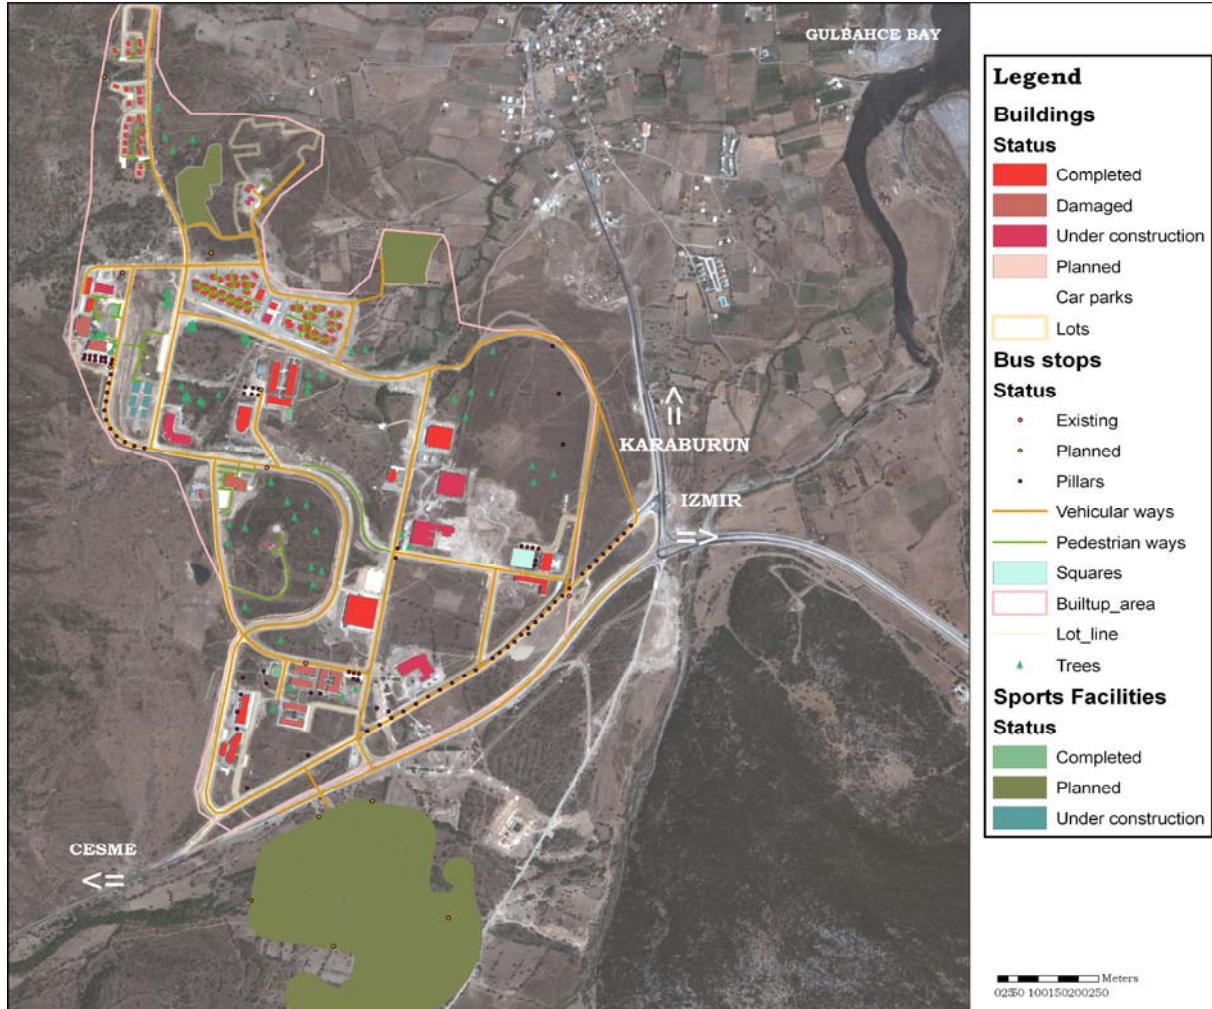 GULBAHCE BAY
KARABURUN
<=
IZMIR
=>
CESME
<=
Legend
Buildings
Status
Completed
Damaged
Under construction
Planned
Car parks
Lots
Bus stops
Status
Existing
Planned
Pillars
Vehicular ways
Pedestrian ways
Squares
Builtup_area
Lot_line
Trees
Sports Facilities
Status
Completed
Planned
Under construction
Meters
02550 100150200250